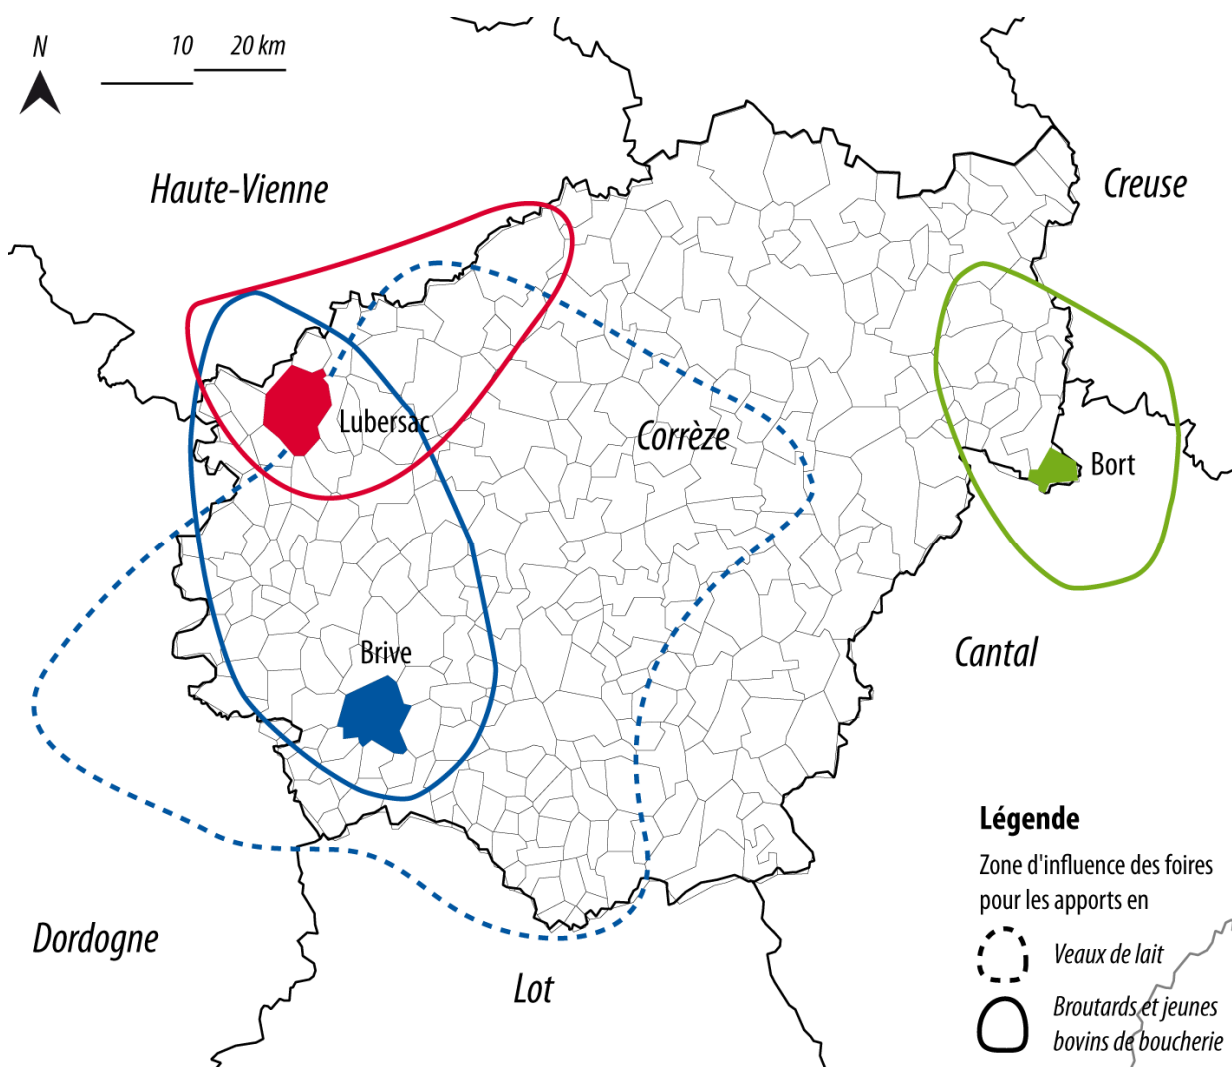 N
10 20 km
Haute-Vienne
Creuse
Lubersac
Corrèze
Bort
Brive
Cantal
Légende
Zone d'influence des foires
pour les apports en
Veaux de lait
Broutards et jeunes
bovins de boucherie
Dordogne
Lot